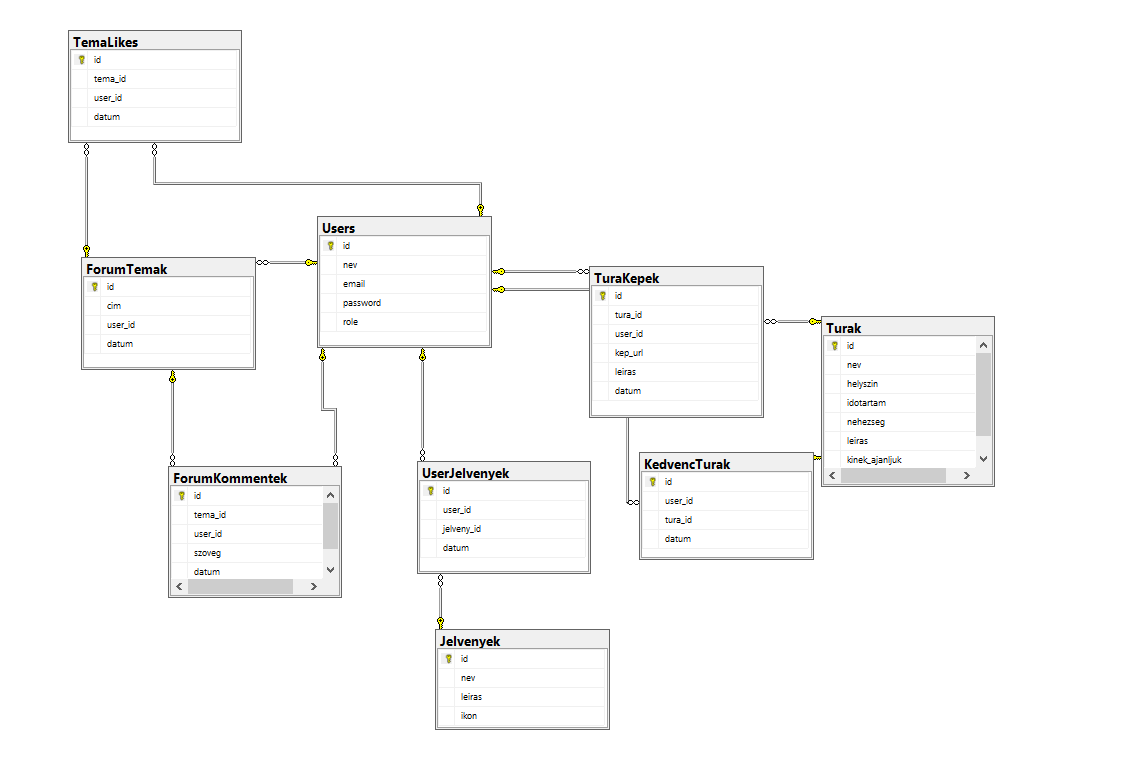 TemaLikes
id
tema_id
user_id
datum
Users
id
nev
email
password
role
ForumTemak
id
cim
user_id
datum
TuraKepek
id
tura_id
user_id
kep_url
leiras
datum
Turak
id
nev
helyszin
idotartam
nehezseg
leiras
kinek_ajanljuk
ForumKommentek
id
tema_id
user_id
szoveg
datum
UserJelvenyek
id
user_id
jelveny_id
datum
KedvencTurak
id
user_id
tura_id
datum
Jelvenyek
id
nev
leiras
ikon